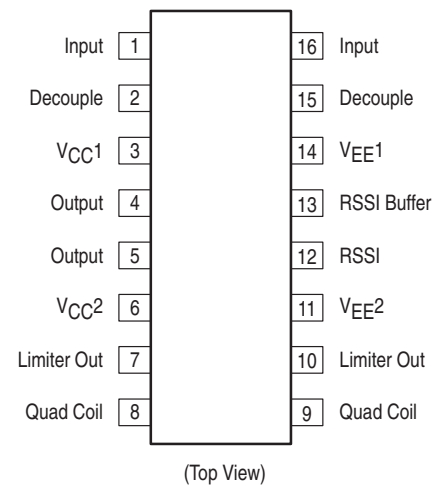 Input 1 16 Input
Decouple 2 15 Decouple
VCC1 3 14 VEE1
Output 4 13 RSSI Buffer
Output 5 12 RSSI
VCC2 6 11 VEE2
Limiter Out 7 10 Limiter Out
Quad Coil 8 9 Quad Coil
(Top View)